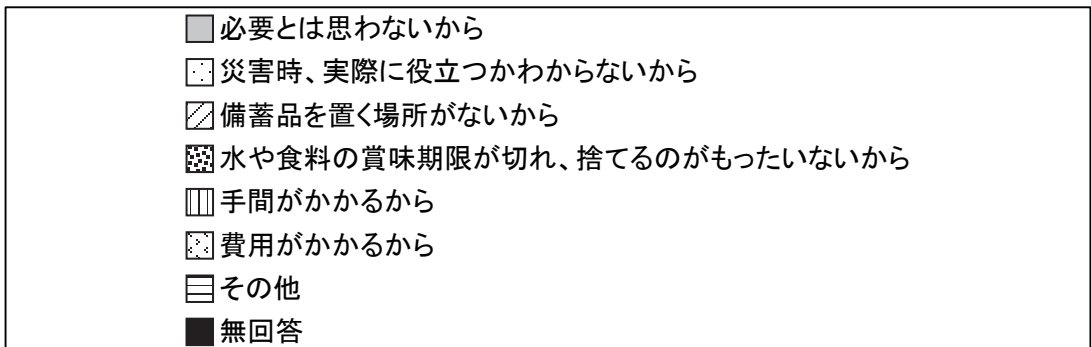 必要とは思わないから
災害時、実際に役立つかわからないから
備蓄品を置く場所がないから
水や食料の賞味期限が切れ、捨てるのがもったいないから
手間がかかるから
費用がかかるから
その他
無回答